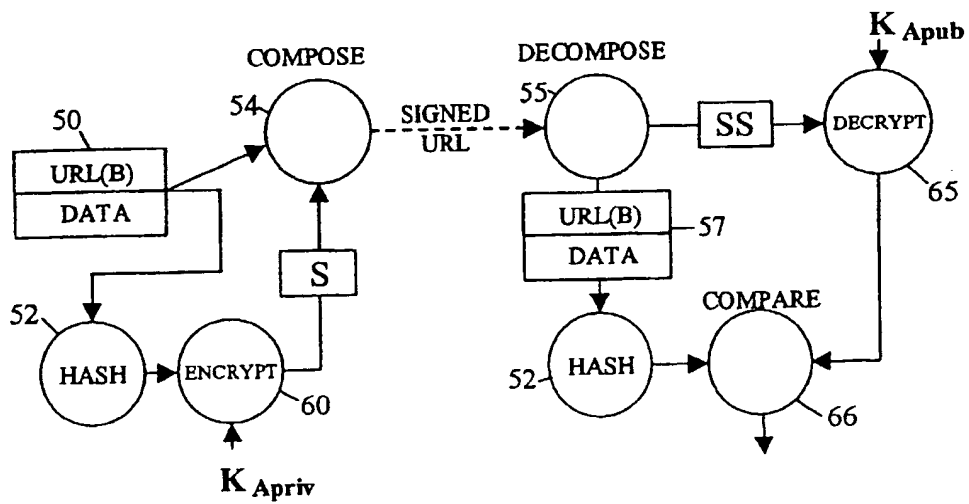 COMPOSE
54
50
URL(B)
DATA
SIGNED
URL
S
52
HASH
ENCRYPT
60
K Apriv
DECOMPOSE
55
SS
K Apub
DECRYPT
65
URL(B)
DATA
57
COMPARE
52
HASH
66